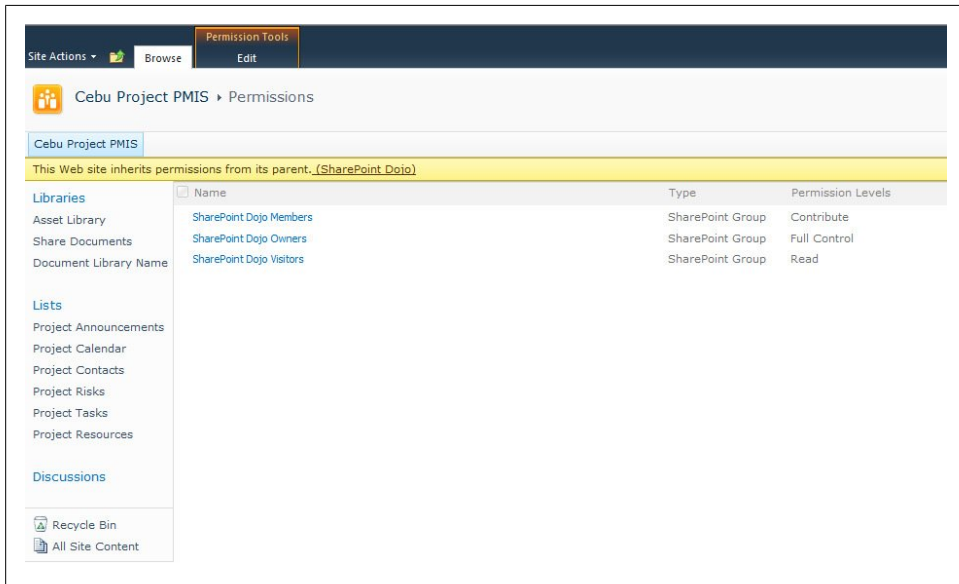 Permission Tools
Site Actions Browse Edit
Cebu Project PMIS Permissions
Cebu Project PMIS
This Web site inherits permissions from its parent. (SharePoint Dojo)
Libraries
Asset Library
Share Documents
Document Library Name
Lists
Project Announcements
Project Calendar
Project Contacts
Project Risks
Project Tasks
Project Resources
Discussions
Recycle Bin
All Site Content
Name Type Permission Levels
SharePoint Dojo Members SharePoint Group Contribute
SharePoint Dojo Owners SharePoint Group Full Control
SharePoint Dojo Visitors SharePoint Group Read